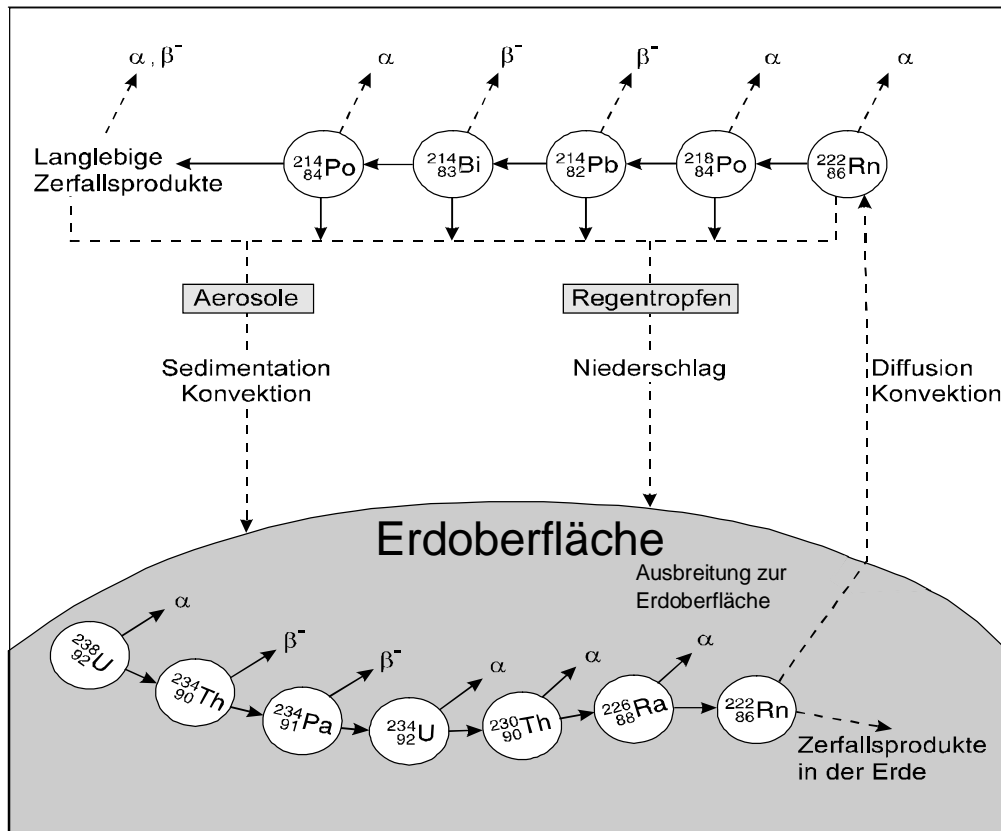 α , β⁻
α
β⁻
β⁻
α
α
Langlebige
Zerfallsprodukte
²¹⁴₈₄Po
²¹⁴₈₃Bi
²¹⁴₈₂Pb
²¹⁸₈₄Po
²²²₈₆Rn
Aerosole
Regentropfen
Sedimentation
Konvektion
Niederschlag
Diffusion
Konvektion
Erdoberfläche
Ausbreitung zur
Erdoberfläche
α
β⁻
β⁻
α
α
α
²³⁸₉₂U
²³⁴₉₀Th
²³⁴₉₁Pa
²³⁴₉₂U
²³⁰₉₀Th
²²⁶₈₈Ra
²²²₈₆Rn
Zerfallsprodukte
in der Erde